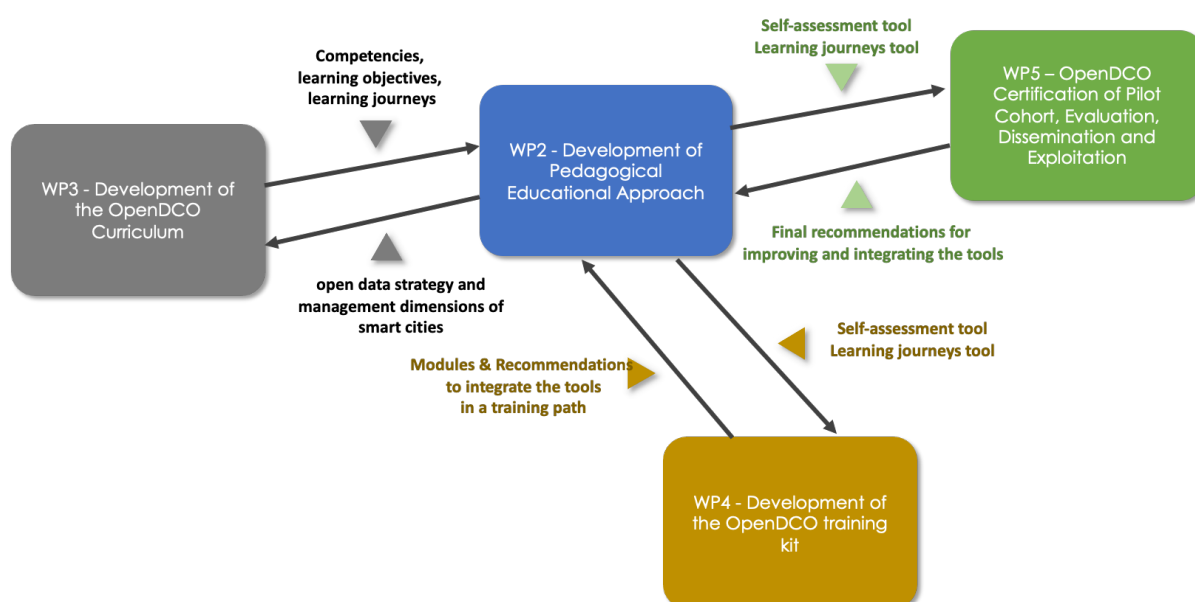 Competencies,
learning objectives,
learning journeys
Self-assessment tool
Learning journeys tool
WP5 – OpenDCO
Certification of Pilot
Cohort, Evaluation,
Dissemination and
Exploitation
WP3 - Development of
the OpenDCO
Curriculum
WP2 - Development of
Pedagogical
Educational Approach
open data strategy and
management dimensions of
smart cities
Final recommendations for
improving and integrating the tools
Modules & Recommendations
to integrate the tools
in a training path
Self-assessment tool
Learning journeys tool
WP4 - Development of
the OpenDCO training
kit